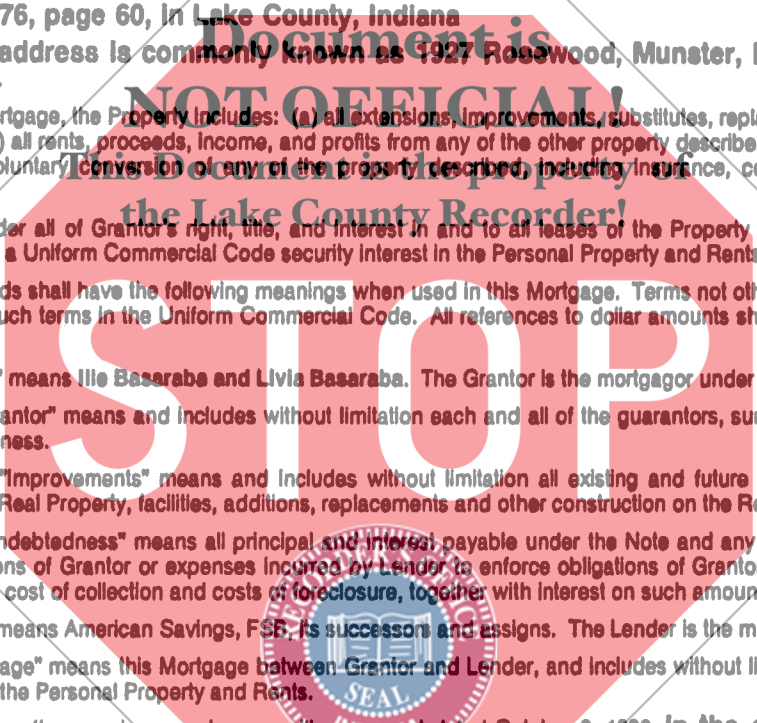 76, page 60, in Lake County, Indiana
address is commonly known as 1927 Rosewood, Munster,
Document is
NOT OFFICIAL!
This Document is the property of
the Lake County Recorder!
rtgage, the Property includes: (a) all extensions, improvements, substitutes, repl
) all rents, proceeds, income, and profits from any of the other property describe
oluntary conversion of any of the property described, including insurance, c
der all of Grantor's right, title, and interest in and to all leases of the Property
a Uniform Commercial Code security interest in the Personal Property and Rents
ds shall have the following meanings when used in this Mortgage. Terms not oth
uch terms in the Uniform Commercial Code. All references to dollar amounts sh
STOP
" means Ilie Basaraba and Livia Basaraba. The Grantor is the mortgagor under
antor" means and includes without limitation each and all of the guarantors, su
ness.
"Improvements" means and includes without limitation all existing and future
Real Property, facilities, additions, replacements and other construction on the Re
ndebtedness" means all principal and interest payable under the Note and any
ons of Grantor or expenses incurred by Lender to enforce obligations of Grantor
cost of collection and costs of foreclosure, together with interest on such amoun
means American Savings, FSB, its successors and assigns. The Lender is the m
age" means this Mortgage between Grantor and Lender, and includes without li
the Personal Property and Rents.
RECORDER'S OFFICE
SEAL
in the